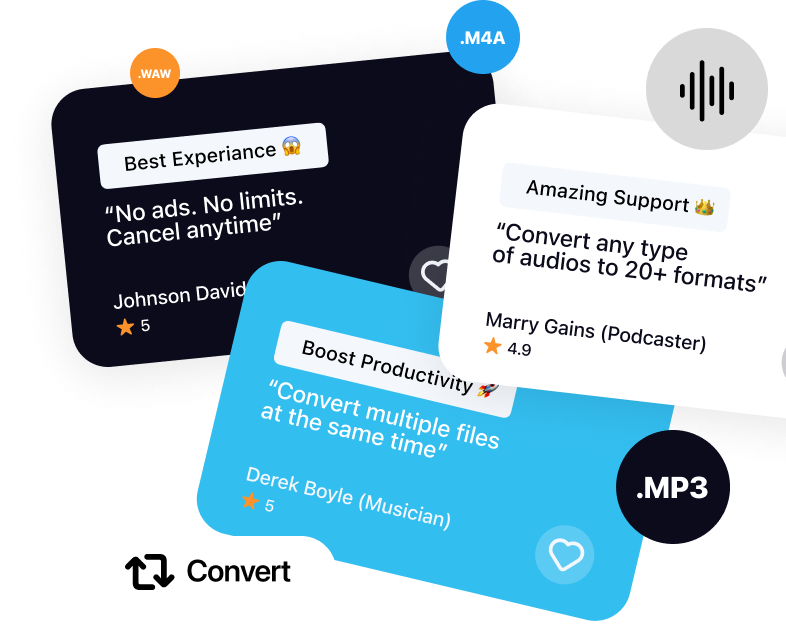 .WAW
.M4A
Best Experiance 😱
“No ads. No limits.
Cancel anytime”
Johnson David
5
Amazing Support 👑
“Convert any type
of audios to 20+ formats”
Marry Gains (Podcaster)
4.9
Boost Productivity 🚀
“Convert multiple files
at the same time”
Derek Boyle (Musician)
5
.MP3
Convert